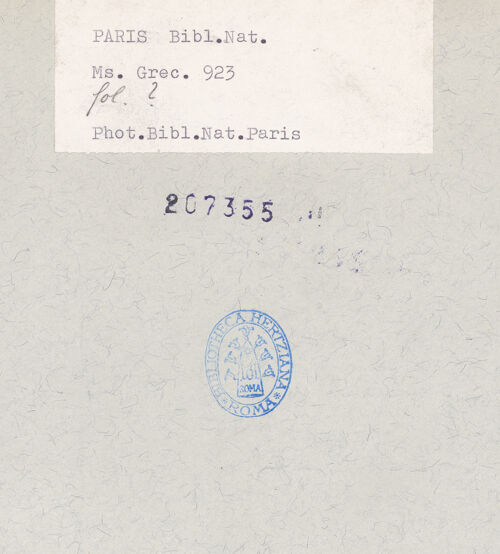 PARIS Bibl.Nat.
Ms. Grec. 923
fol. ?
Phot.Bibl.Nat.Paris
207355
BIBLIOTHECA HERTZIANA
ROMA
* ROMA *